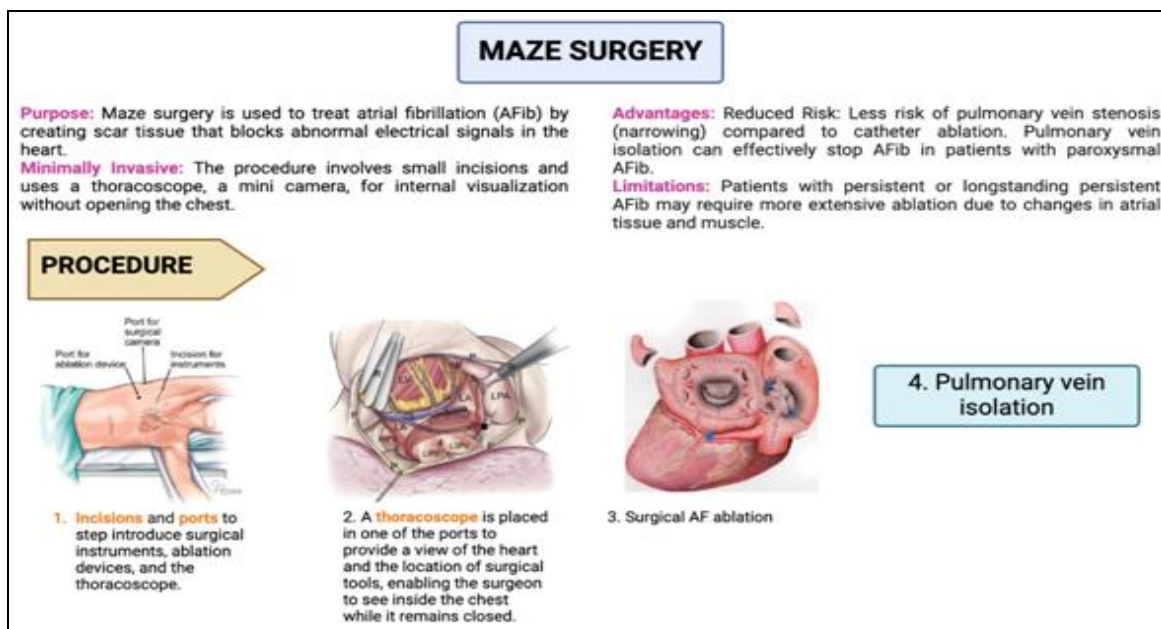 MAZE SURGERY
Purpose: Maze surgery is used to treat atrial fibrillation (AFib) by
creating scar tissue that blocks abnormal electrical signals in the
heart.
Minimally Invasive: The procedure involves small incisions and
uses a thoracoscope, a mini camera, for internal visualization
without opening the chest.
Advantages: Reduced Risk: Less risk of pulmonary vein stenosis
(narrowing) compared to catheter ablation. Pulmonary vein
isolation can effectively stop AFib in patients with paroxysmal
AFib.
Limitations: Patients with persistent or longstanding persistent
AFib may require more extensive ablation due to changes in atrial
tissue and muscle.
PROCEDURE
Port for
surgical
camera
Port for
ablation device
Incision for
instruments
1. Incisions and ports to
step introduce surgical
instruments, ablation
devices, and the
thoracoscope.
LV
LA
LPA
P
P
2. A thoracoscope is placed
in one of the ports to
provide a view of the heart
and the location of surgical
tools, enabling the surgeon
to see inside the chest
while it remains closed.
3. Surgical AF ablation
4. Pulmonary vein
isolation